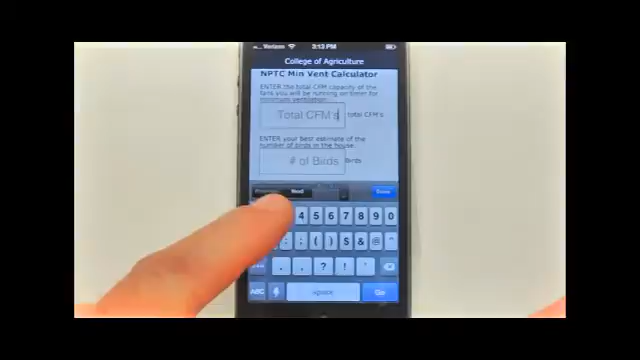 Verizon 3:13 PM
College of Agriculture
NPTC Min Vent Calculator
ENTER the total CFM capacity of the
fans you will be running on timer for
minimum ventilation:
Total CFM's total CFM's
ENTER your best estimate of the
number of birds in the house.
# of Birds Birds
Previous Next Done
4 5 6 7 8 9 0
: ; ( ) $ & @ "
. , ? ! '
ABC space Go